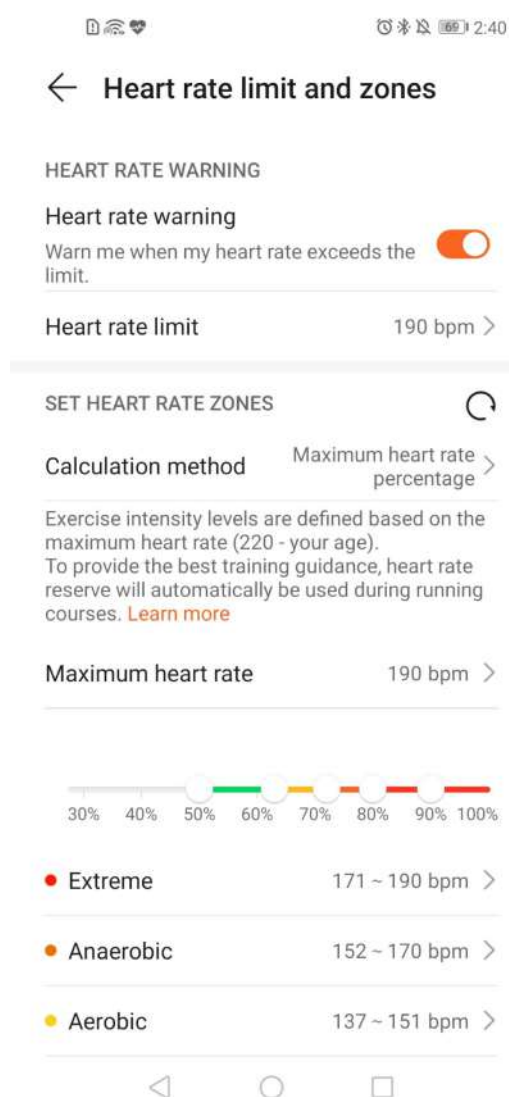 69 2:40
Heart rate limit and zones
HEART RATE WARNING
Heart rate warning
Warn me when my heart rate exceeds the
limit.
Heart rate limit 190 bpm
SET HEART RATE ZONES
Calculation method Maximum heart rate
percentage
Exercise intensity levels are defined based on the
maximum heart rate (220 - your age).
To provide the best training guidance, heart rate
reserve will automatically be used during running
courses. Learn more
Maximum heart rate 190 bpm
30% 40% 50% 60% 70% 80% 90% 100%
Extreme 171 ~ 190 bpm
Anaerobic 152 ~ 170 bpm
Aerobic 137 ~ 151 bpm